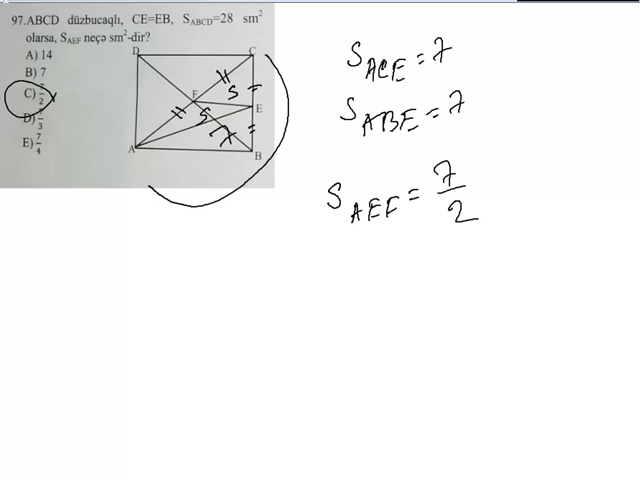 97.ABCD düzbucaqlı, CE=EB, S_ABCD=28 sm²
olarsa, S_AEF neçə sm²-dir?
A) 14
B) 7
C) 7/2
D) 7/3
E) 7/4
D
C
F
S
E
S
7
A
B
S_ACE = 7
S_ABE = 7
S_AEF = 7/2